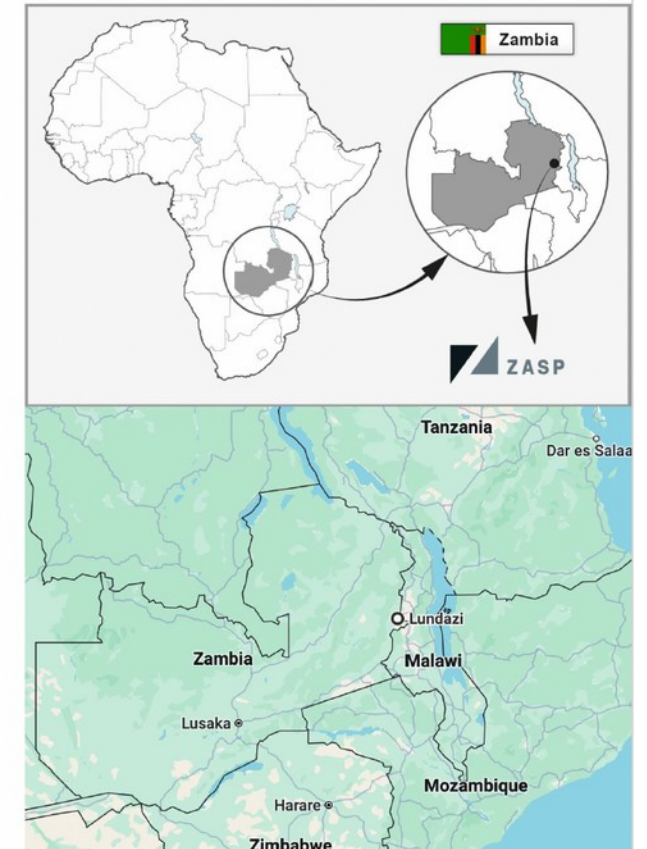 Zambia
ZASP
Tanzania
Dar es Salaa
Lundazi
Zambia
Malawi
Lusaka
Mozambique
Harare
Zimbabwe